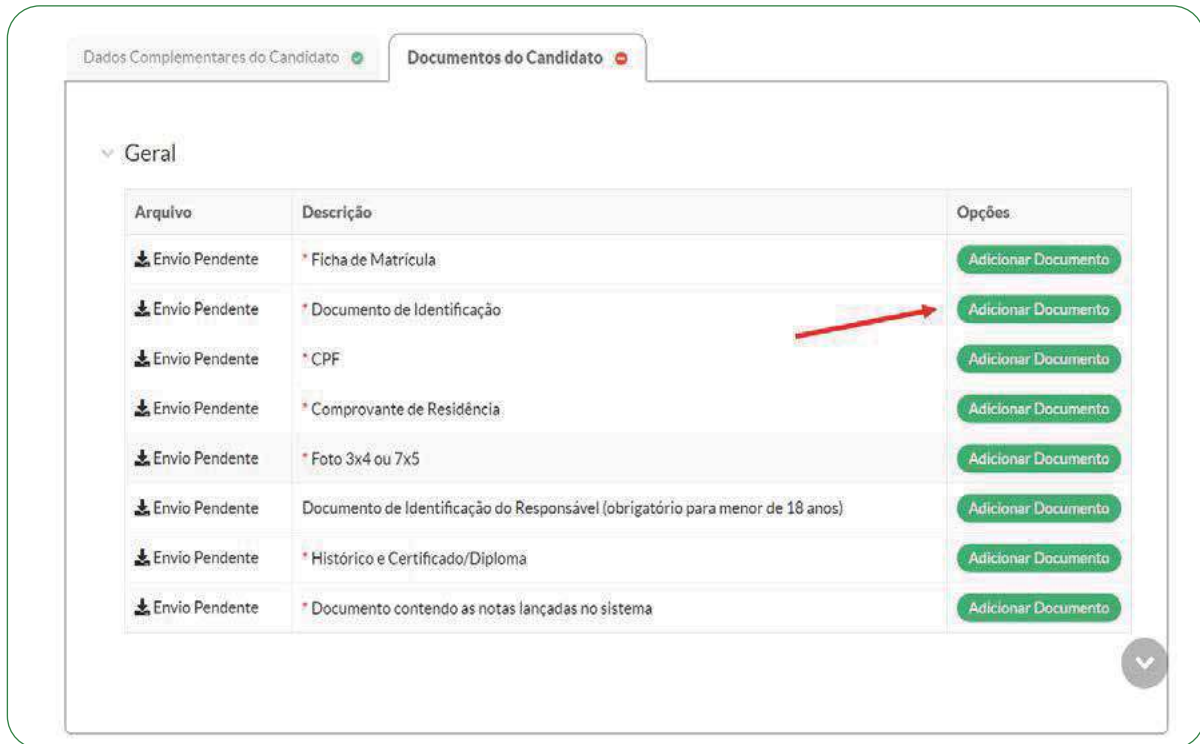 Dados Complementares do Candidato
Documentos do Candidato
Geral
Arquivo Descrição Opções
Envio Pendente * Ficha de Matrícula Adicionar Documento
Envio Pendente * Documento de Identificação Adicionar Documento
Envio Pendente * CPF Adicionar Documento
Envio Pendente * Comprovante de Residência Adicionar Documento
Envio Pendente * Foto 3x4 ou 7x5 Adicionar Documento
Envio Pendente Documento de Identificação do Responsável (obrigatório para menor de 18 anos) Adicionar Documento
Envio Pendente * Histórico e Certificado/Diploma Adicionar Documento
Envio Pendente * Documento contendo as notas lançadas no sistema Adicionar Documento